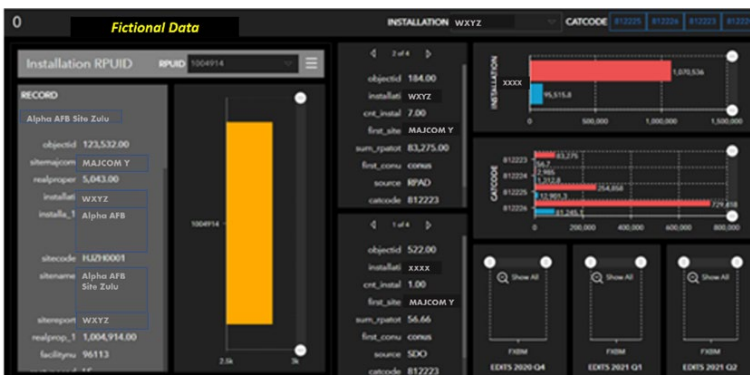 0
Fictional Data
INSTALLATION WXYZ
CATCODE 812225 812226 812223 81222
Installation RPUID
RPUID 1004914
RECORD
Alpha AFB Site Zulu
objectid 123,532.00
sitemajcom MAJCOM Y
realproper 5,043.00
installati WXYZ
installa_1 Alpha AFB
sitecode HJZH0001
sitename Alpha AFB
Site Zulu
sitereport WXYZ
realprop_1 1,004,914.00
facilitynu 96113
1004914
2.5k 3k
2 of 4
objectid 184.00
installati WXYZ
cnt_instal 7.00
first_site MAJCOM Y
sum_rpatot 83,275.00
first_conu conus
source RPAD
catcode 812223
1 of 4
objectid 522.00
installati XXXX
cnt_instal 1.00
first_site MAJCOM Y
sum_rpatot 56.66
first_conu conus
source SDO
catcode 812223
INSTALLATION
XXXX
1,070,536
95,515.8
0 500,000 1,000,000 1,500,000
CATCODE
812223
83,275
56.7
812224
2,985
1,312.8
812225
254,858
12,901.3
812226
729,418
81,245.1
0 200,000 400,000 600,000 800,000
Show All
FXBM
EDITS 2020 Q4
Show All
FXBM
EDITS 2021 Q1
Show All
FXBM
EDITS 2021 Q2